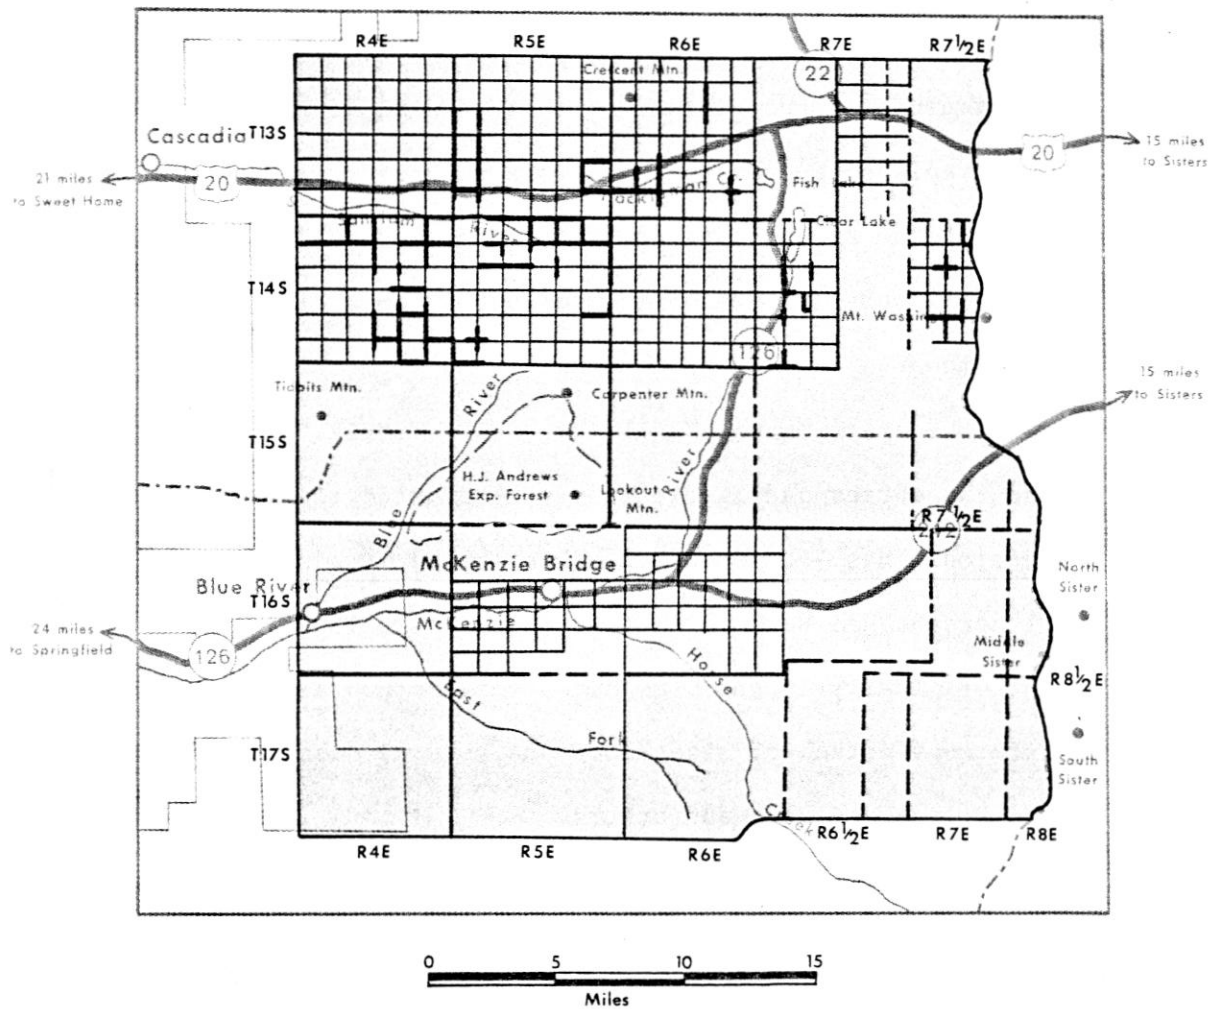 R4E R5E R6E R7E R7½E
Crescent Mtn.
22
T13S
Cascadia
20
15 miles
to Sisters
21 miles
to Sweet Home
20
Fish Lake
Clear Lake
River
T14S
Mt. Washing
126
15 miles
to Sisters
Tidbits Mtn.
River
Carpenter Mtn.
T15S
River
H.J. Andrews
Exp. Forest
Lookout
Mtn.
Blue
R7½E
242
McKenzie Bridge
North
Sister
Blue River
T16S
McKenzie
24 miles
to Springfield
126
Middle
Sister
Horse
R8½E
East
Fork
T17S
South
Sister
Creek
R6½E R7E R8E
R4E R5E R6E
0 5 10 15
Miles